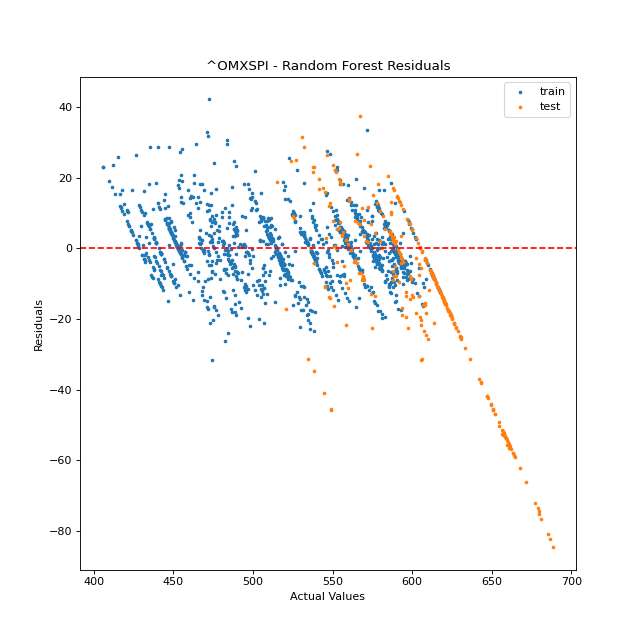 ^OMXSPI - Random Forest Residuals
train
test
40
20
0
−20
−40
−60
−80
Residuals
400 450 500 550 600 650 700
Actual Values